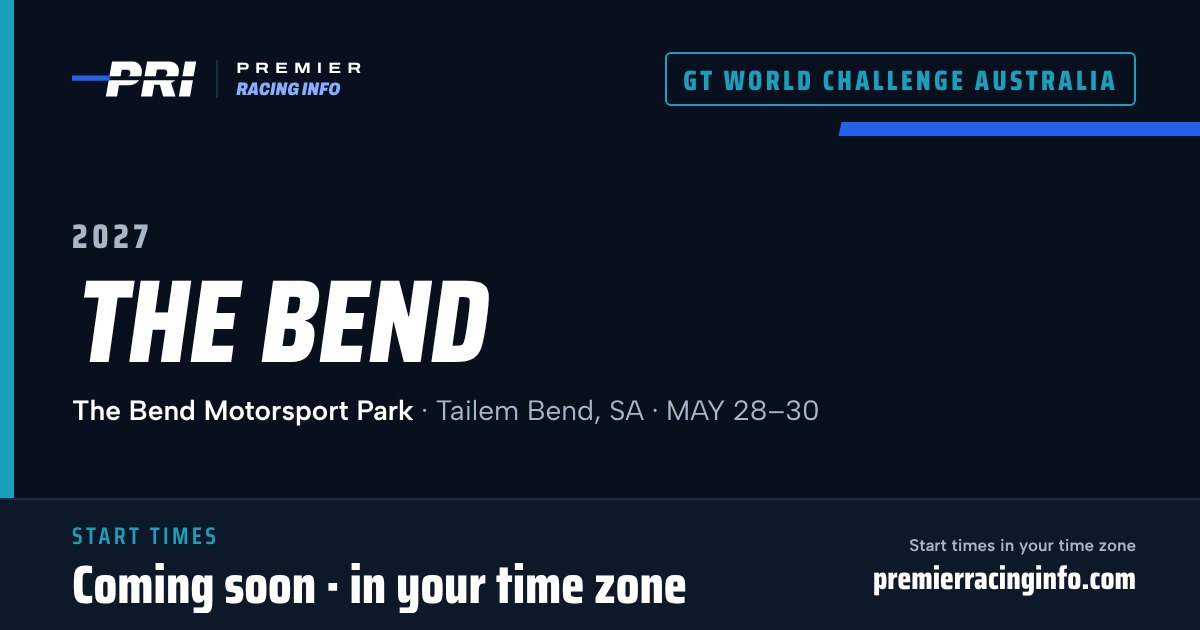 PRI
PREMIER
RACING INFO
GT WORLD CHALLENGE AUSTRALIA
2027
THE BEND
The Bend Motorsport Park · Tailem Bend, SA · MAY 28–30
START TIMES
Coming soon · in your time zone
Start times in your time zone
premierracinginfo.com